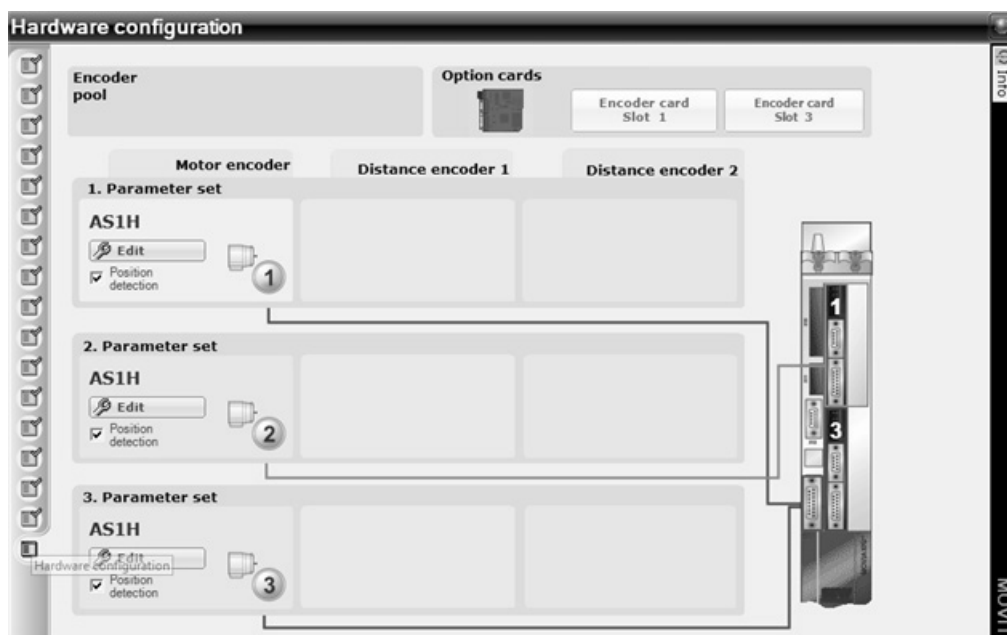 Hardware configuration
Info
Encoder
pool
Option cards
Encoder card
Slot 1
Encoder card
Slot 3
Motor encoder
Distance encoder 1
Distance encoder 2
1. Parameter set
AS1H
Edit
Position
detection
1
2. Parameter set
AS1H
Edit
Position
detection
2
3. Parameter set
AS1H
Edit
Position
detection
3
Hardware configuration
1
3